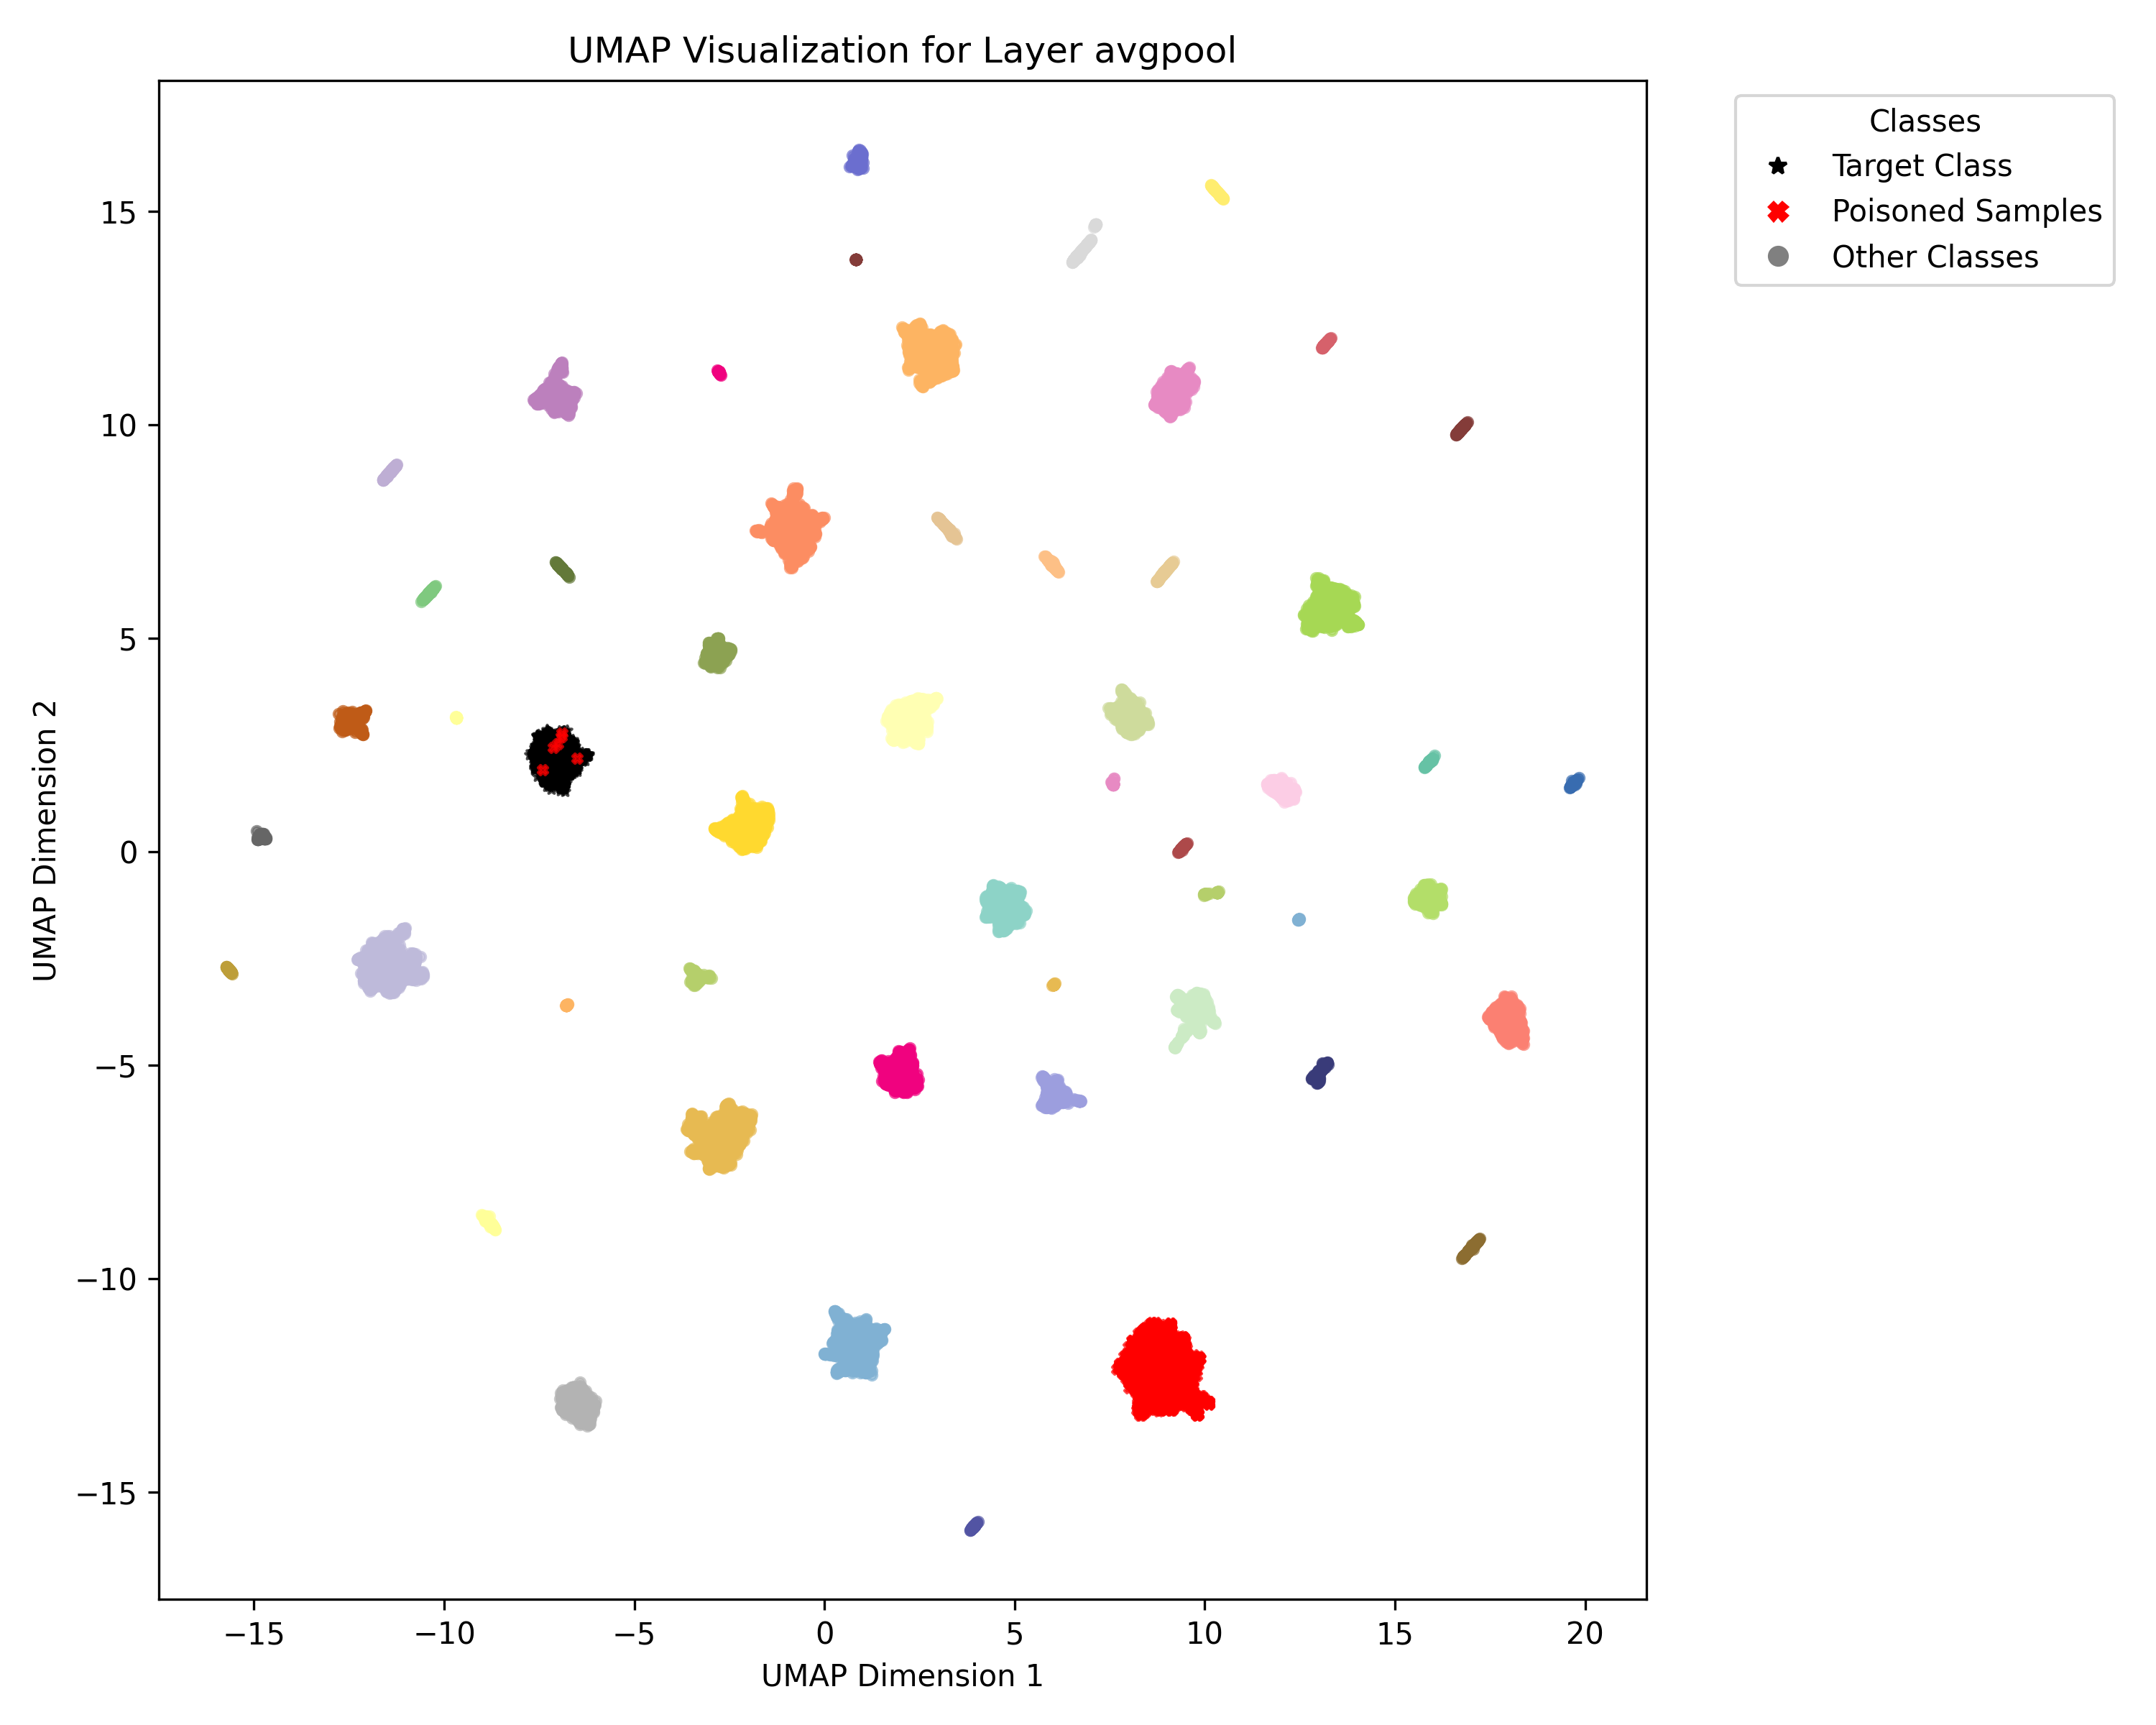 UMAP Visualization for Layer avgpool
Classes
Target Class
Poisoned Samples
Other Classes
15
10
5
0
−5
−10
−15
UMAP Dimension 2
−15 −10 −5 0 5 10 15 20
UMAP Dimension 1